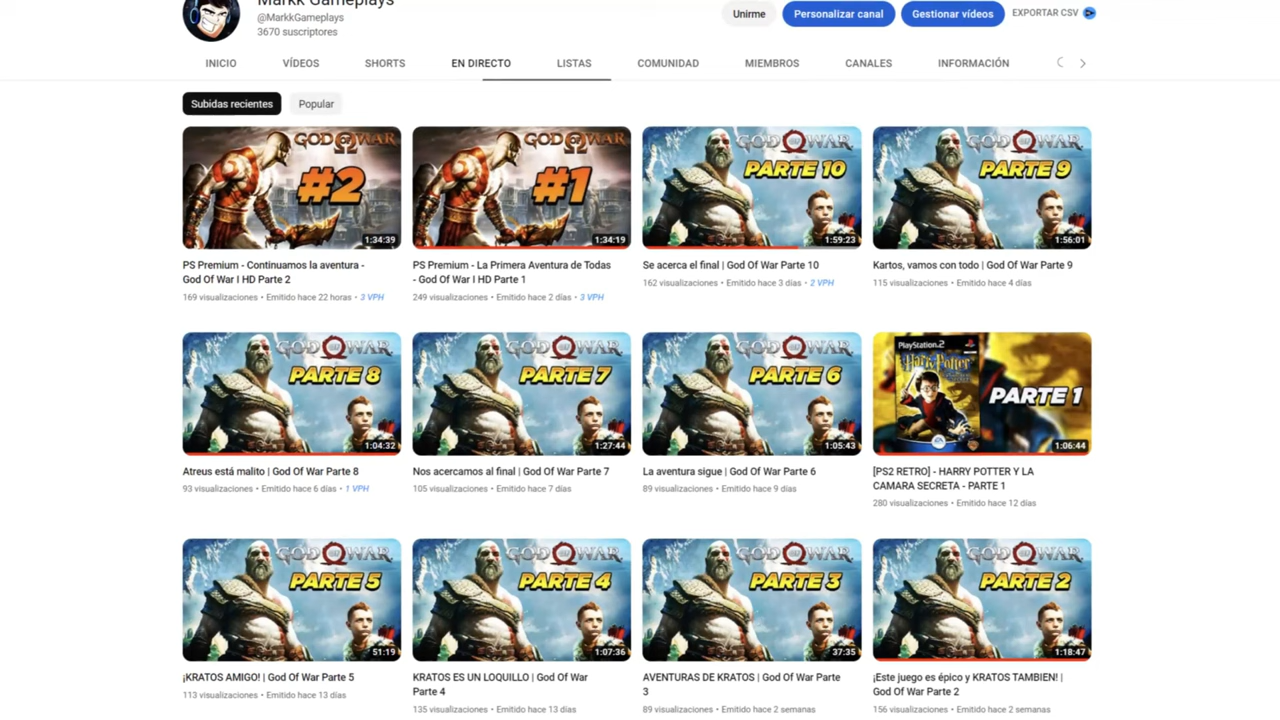 Markk Gameplays
@MarkkGameplays
3670 suscriptores
Unirme
Personalizar canal
Gestionar vídeos
EXPORTAR CSV
INICIO
VÍDEOS
SHORTS
EN DIRECTO
LISTAS
COMUNIDAD
MIEMBROS
CANALES
INFORMACIÓN
Subidas recientes
Popular
GOD OF WAR
#2
1:34:39
GOD OF WAR
#1
1:34:19
GOD OF WAR
PARTE 10
1:59:23
GOD OF WAR
PARTE 9
1:56:01
PS Premium - Continuamos la aventura -
God Of War I HD Parte 2
169 visualizaciones • Emitido hace 22 horas • 3 VPH
PS Premium - La Primera Aventura de Todas
- God Of War I HD Parte 1
249 visualizaciones • Emitido hace 2 días • 3 VPH
Se acerca el final | God Of War Parte 10
162 visualizaciones • Emitido hace 3 días • 2 VPH
Kartos, vamos con todo | God Of War Parte 9
115 visualizaciones • Emitido hace 4 días
GOD OF WAR
PARTE 8
1:04:32
GOD OF WAR
PARTE 7
1:27:44
GOD OF WAR
PARTE 6
1:05:43
PlayStation.2
Harry Potter
EA
PARTE 1
1:06:44
Atreus está malito | God Of War Parte 8
93 visualizaciones • Emitido hace 6 días • 1 VPH
Nos acercamos al final | God Of War Parte 7
105 visualizaciones • Emitido hace 7 días
La aventura sigue | God Of War Parte 6
89 visualizaciones • Emitido hace 9 días
[PS2 RETRO] - HARRY POTTER Y LA
CAMARA SECRETA - PARTE 1
280 visualizaciones • Emitido hace 12 días
GOD OF WAR
PARTE 5
51:19
GOD OF WAR
PARTE 4
1:07:36
GOD OF WAR
PARTE 3
37:35
GOD OF WAR
PARTE 2
1:18:47
¡KRATOS AMIGO! | God Of War Parte 5
113 visualizaciones • Emitido hace 13 días
KRATOS ES UN LOQUILLO | God Of War
Parte 4
135 visualizaciones • Emitido hace 13 días
AVENTURAS DE KRATOS | God Of War Parte
3
89 visualizaciones • Emitido hace 2 semanas
¡Este juego es épico y KRATOS TAMBIEN! |
God Of War Parte 2
156 visualizaciones • Emitido hace 2 semanas